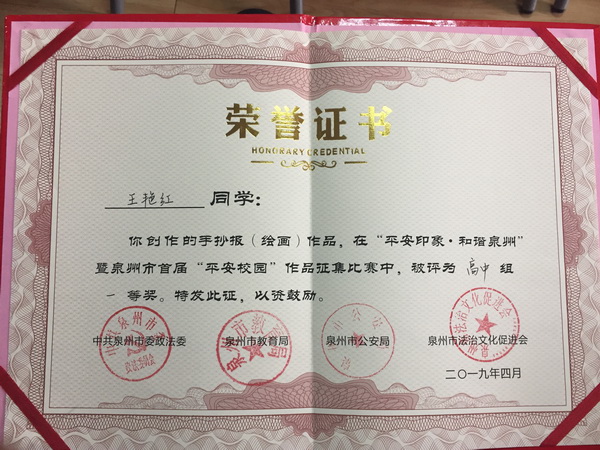 荣誉证书
HONORARY CREDENTIAL
王艳红 同学：
你创作的手抄报（绘画）作品，在“平安印象·和谐泉州”
暨泉州市首届“平安校园”作品征集比赛中，被评为 高中 组
一等奖。特发此证，以资鼓励。
中共泉州市委政法委 泉州市教育局 泉州市公安局 泉州市法治文化促进会
二〇一九年四月